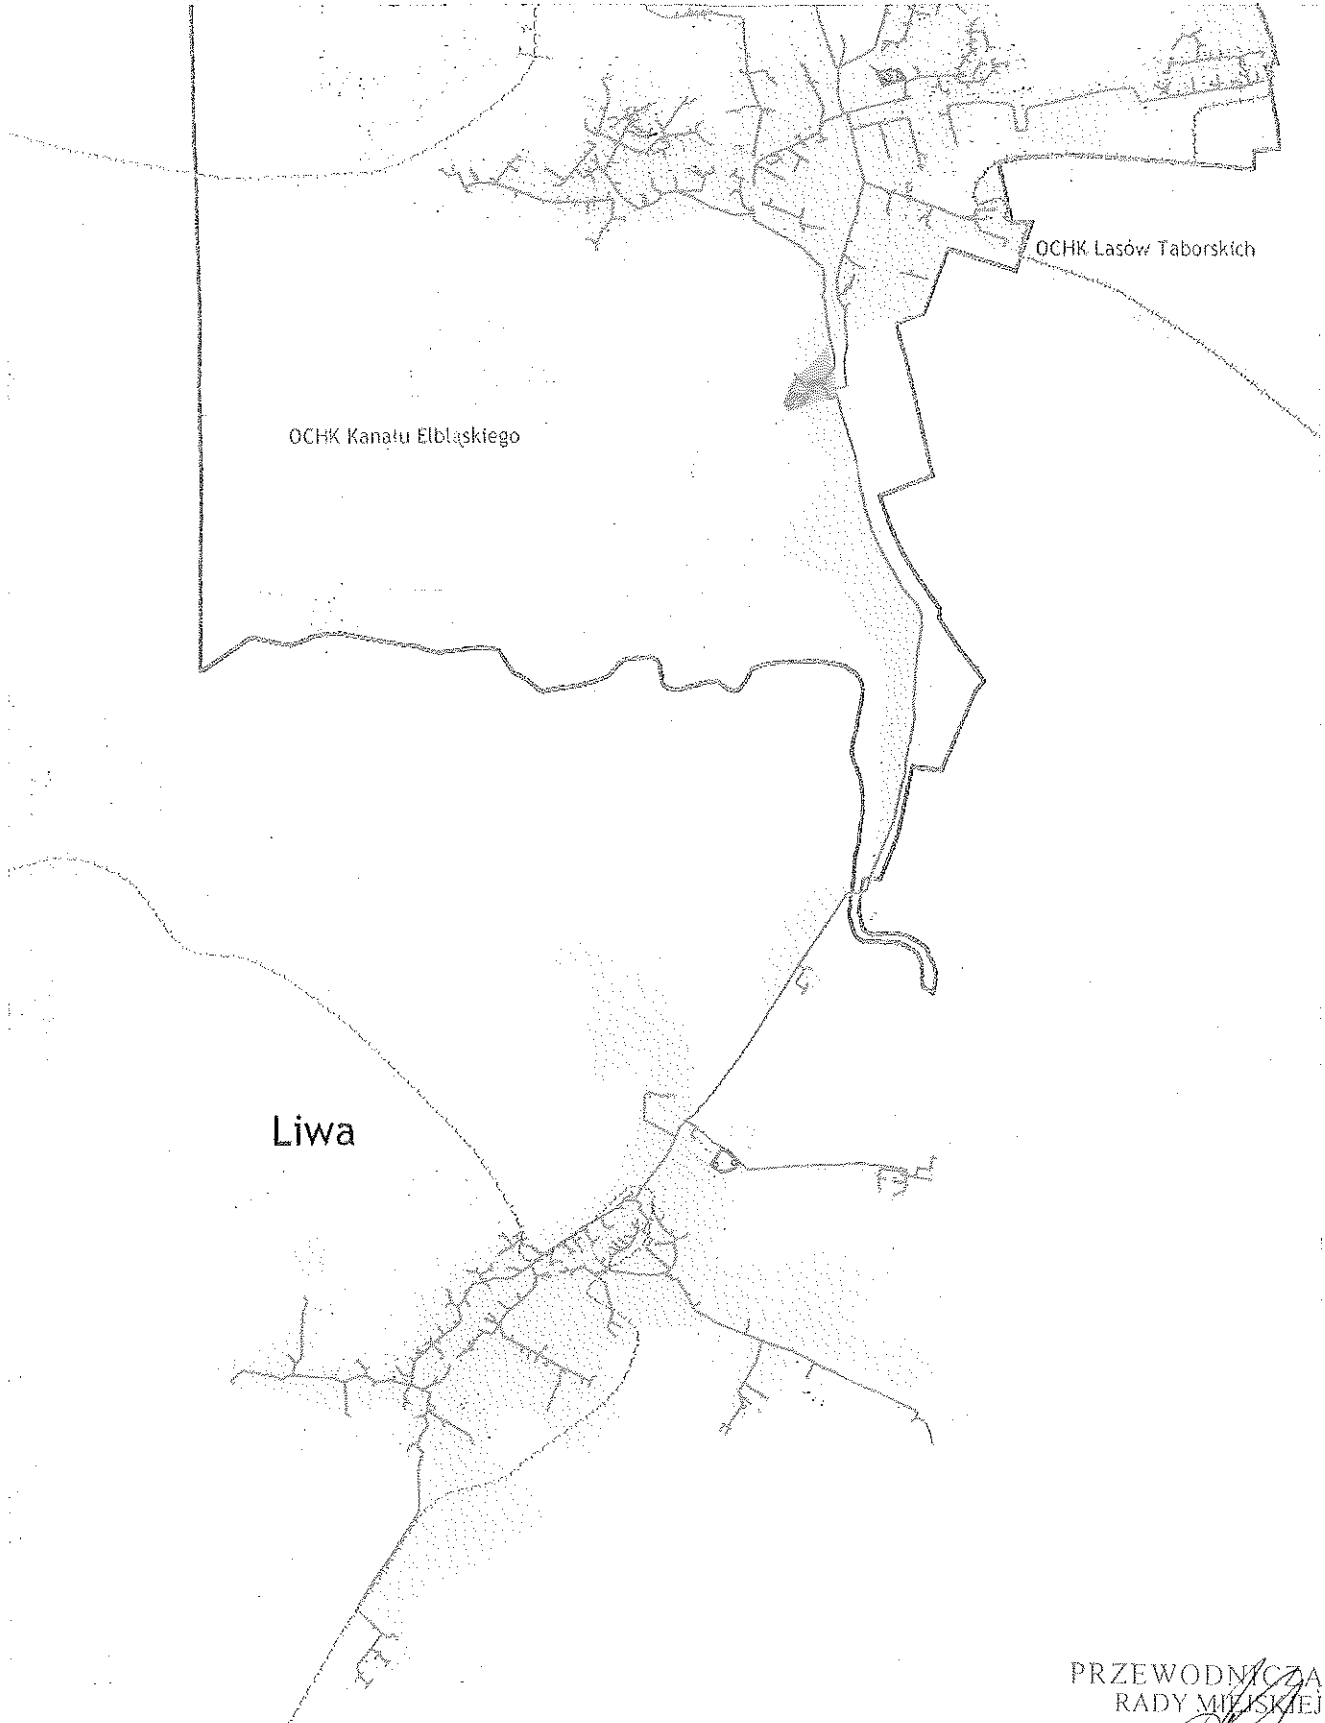 OCHK Lasów Taborskich
OCHK Kanału Elbląskiego
Liwa
PRZEWODNICZĄ
RADY MIEJSKIEJ